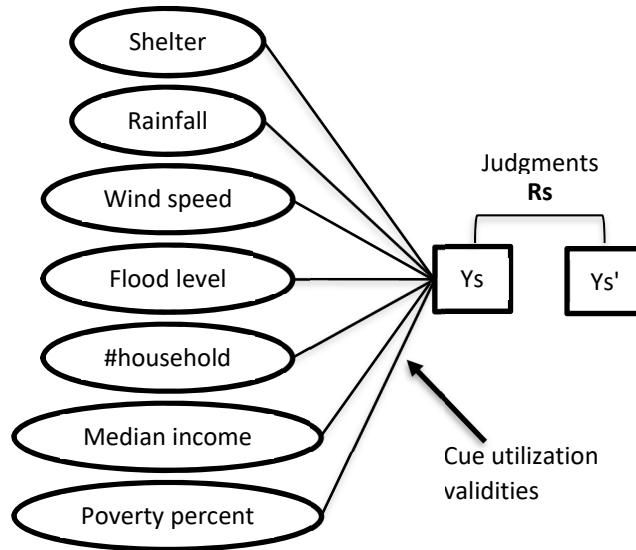 Shelter
Rainfall
Wind speed
Flood level
#household
Median income
Poverty percent
Judgments
Rs
Ys
Ys'
Cue utilization
validities